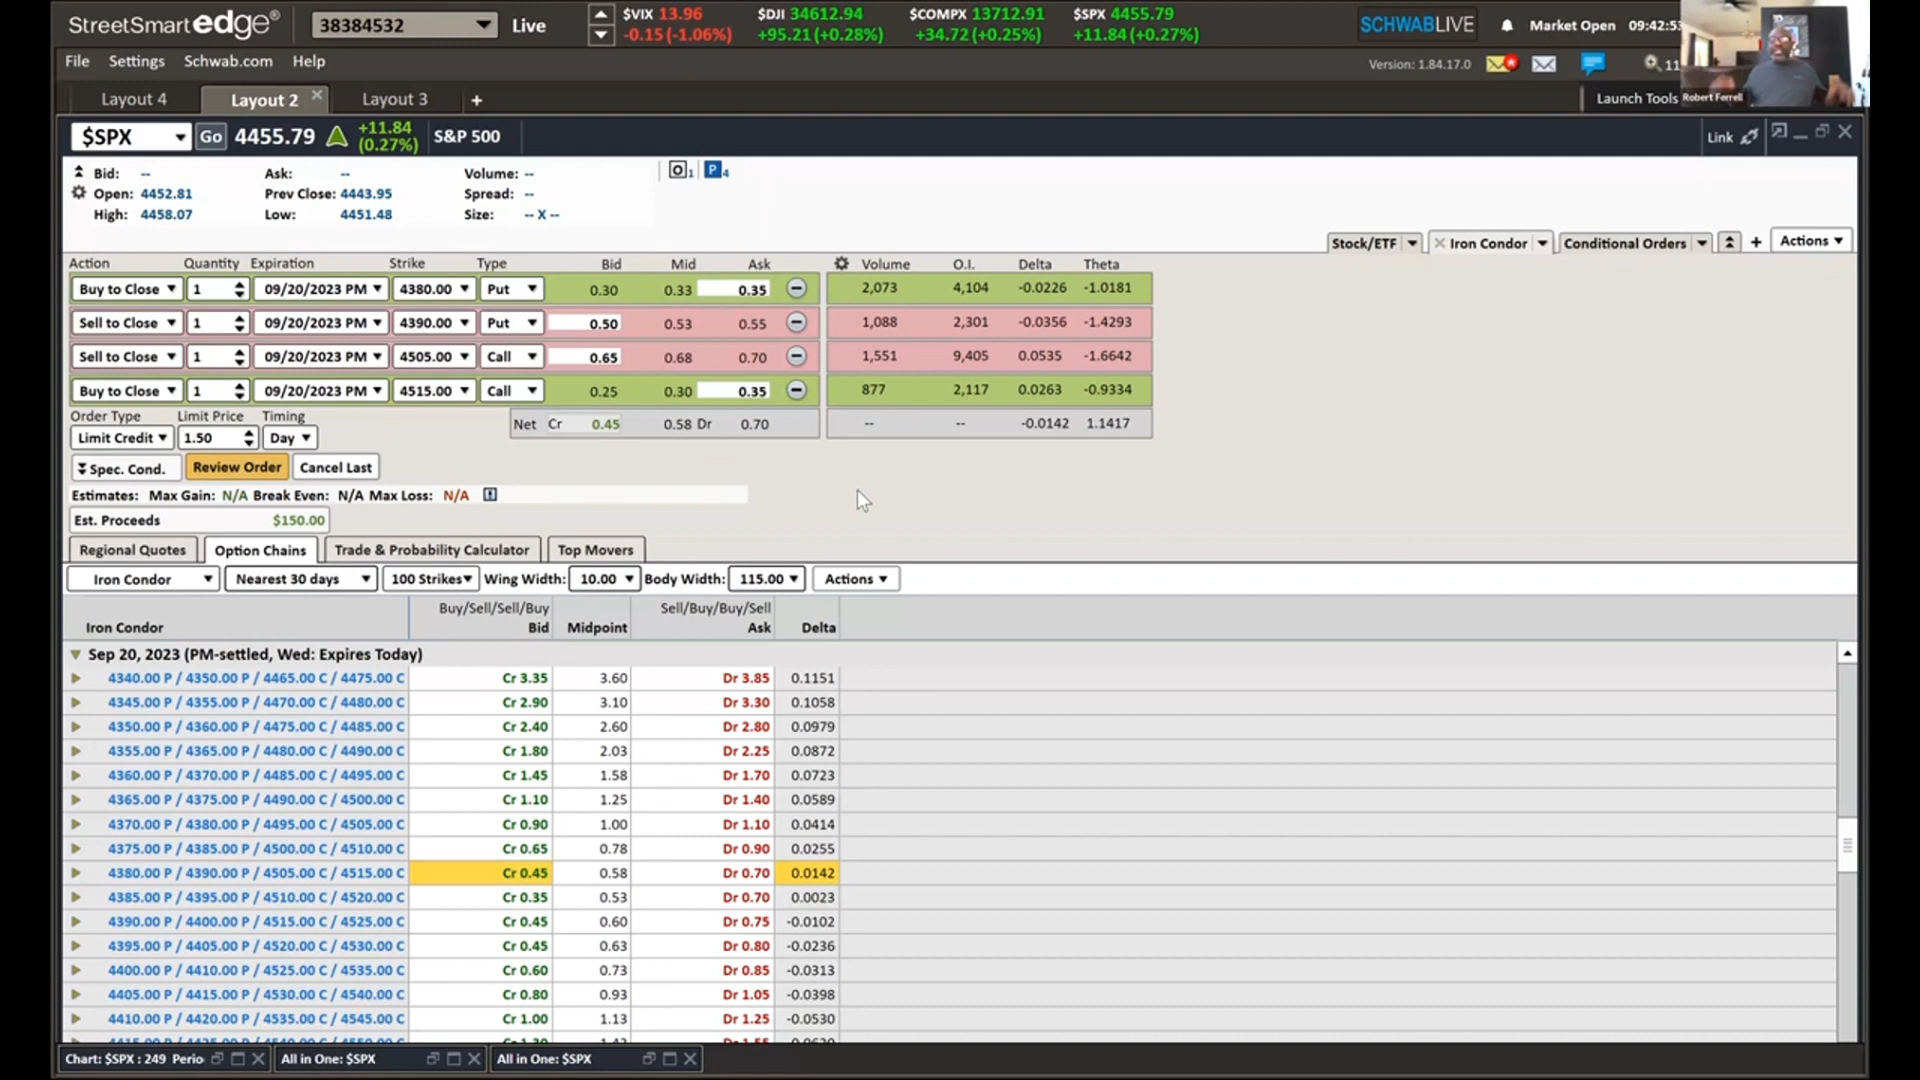 StreetSmart edge® 38384532 Live $VIX 13.96 $DJI 34612.94 $COMPX 13712.91 $SPX 4455.79 SCHWABLIVE Market Open 09:42:53
-0.15 (-1.06%) +95.21 (+0.28%) +34.72 (+0.25%) +11.84 (+0.27%)
File Settings Schwab.com Help Version: 1.84.17.0 11
Layout 4 Layout 2 Layout 3 + Launch Tools Robert Ferrell
$SPX Go 4455.79 +11.84 (0.27%) S&P 500 Link
Bid: -- Ask: -- Volume: -- O1 P4
Open: 4452.81 Prev Close: 4443.95 Spread: --
High: 4458.07 Low: 4451.48 Size: -- X --
Stock/ETF Iron Condor Conditional Orders + Actions
Action Quantity Expiration Strike Type Bid Mid Ask Volume O.I. Delta Theta
Buy to Close 1 09/20/2023 PM 4380.00 Put 0.30 0.33 0.35 2,073 4,104 -0.0226 -1.0181
Sell to Close 1 09/20/2023 PM 4390.00 Put 0.50 0.53 0.55 1,088 2,301 -0.0356 -1.4293
Sell to Close 1 09/20/2023 PM 4505.00 Call 0.65 0.68 0.70 1,551 9,405 0.0535 -1.6642
Buy to Close 1 09/20/2023 PM 4515.00 Call 0.25 0.30 0.35 877 2,117 0.0263 -0.9334
Order Type Limit Price Timing Net Cr 0.45 0.58 Dr 0.70 -- -- -0.0142 1.1417
Limit Credit 1.50 Day
Spec. Cond. Review Order Cancel Last
Estimates: Max Gain: N/A Break Even: N/A Max Loss: N/A
Est. Proceeds $150.00
Regional Quotes Option Chains Trade & Probability Calculator Top Movers
Iron Condor Nearest 30 days 100 Strikes Wing Width: 10.00 Body Width: 115.00 Actions
Buy/Sell/Sell/Buy Sell/Buy/Buy/Sell
Iron Condor Bid Midpoint Ask Delta
Sep 20, 2023 (PM-settled, Wed: Expires Today)
4340.00 P / 4350.00 P / 4465.00 C / 4475.00 C Cr 3.35 3.60 Dr 3.85 0.1151
4345.00 P / 4355.00 P / 4470.00 C / 4480.00 C Cr 2.90 3.10 Dr 3.30 0.1058
4350.00 P / 4360.00 P / 4475.00 C / 4485.00 C Cr 2.40 2.60 Dr 2.80 0.0979
4355.00 P / 4365.00 P / 4480.00 C / 4490.00 C Cr 1.80 2.03 Dr 2.25 0.0872
4360.00 P / 4370.00 P / 4485.00 C / 4495.00 C Cr 1.45 1.58 Dr 1.70 0.0723
4365.00 P / 4375.00 P / 4490.00 C / 4500.00 C Cr 1.10 1.25 Dr 1.40 0.0589
4370.00 P / 4380.00 P / 4495.00 C / 4505.00 C Cr 0.90 1.00 Dr 1.10 0.0414
4375.00 P / 4385.00 P / 4500.00 C / 4510.00 C Cr 0.65 0.78 Dr 0.90 0.0255
4380.00 P / 4390.00 P / 4505.00 C / 4515.00 C Cr 0.45 0.58 Dr 0.70 0.0142
4385.00 P / 4395.00 P / 4510.00 C / 4520.00 C Cr 0.35 0.53 Dr 0.70 0.0023
4390.00 P / 4400.00 P / 4515.00 C / 4525.00 C Cr 0.45 0.60 Dr 0.75 -0.0102
4395.00 P / 4405.00 P / 4520.00 C / 4530.00 C Cr 0.45 0.63 Dr 0.80 -0.0236
4400.00 P / 4410.00 P / 4525.00 C / 4535.00 C Cr 0.60 0.73 Dr 0.85 -0.0313
4405.00 P / 4415.00 P / 4530.00 C / 4540.00 C Cr 0.80 0.93 Dr 1.05 -0.0398
4410.00 P / 4420.00 P / 4535.00 C / 4545.00 C Cr 1.00 1.13 Dr 1.25 -0.0530
Chart: $SPX : 249 Perio All in One: $SPX All in One: $SPX